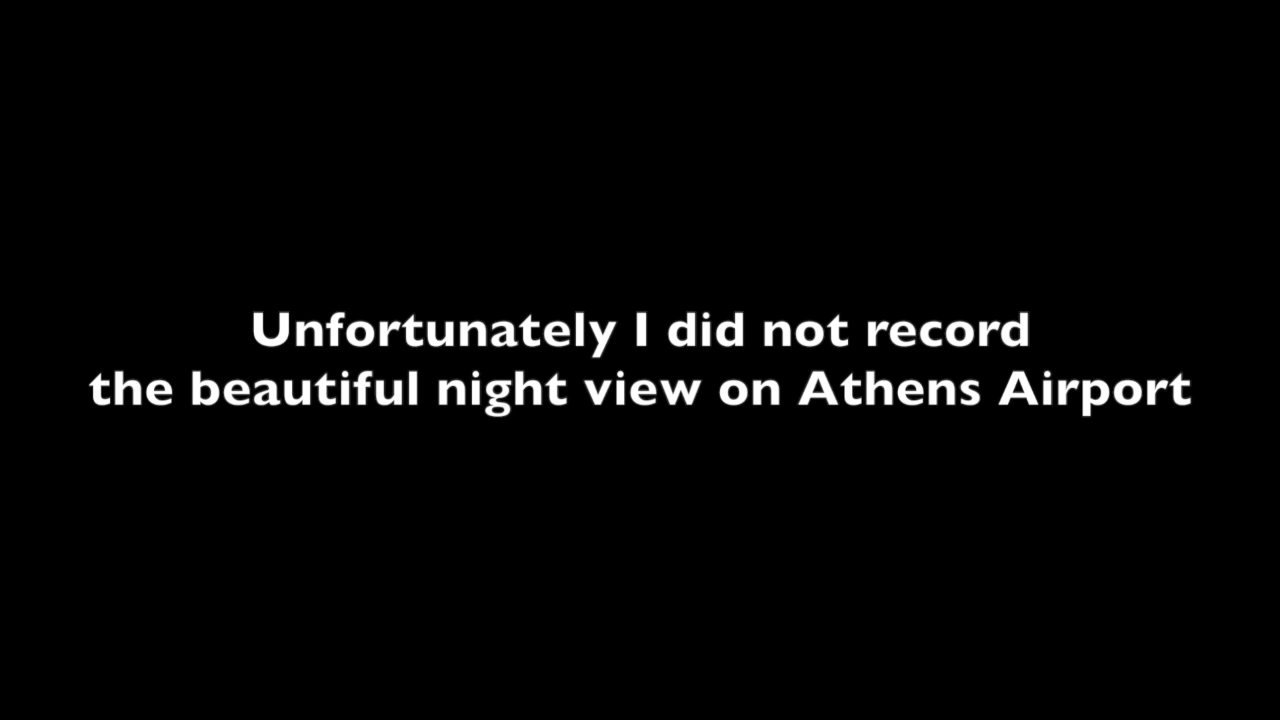 Unfortunately I did not record
the beautiful night view on Athens Airport